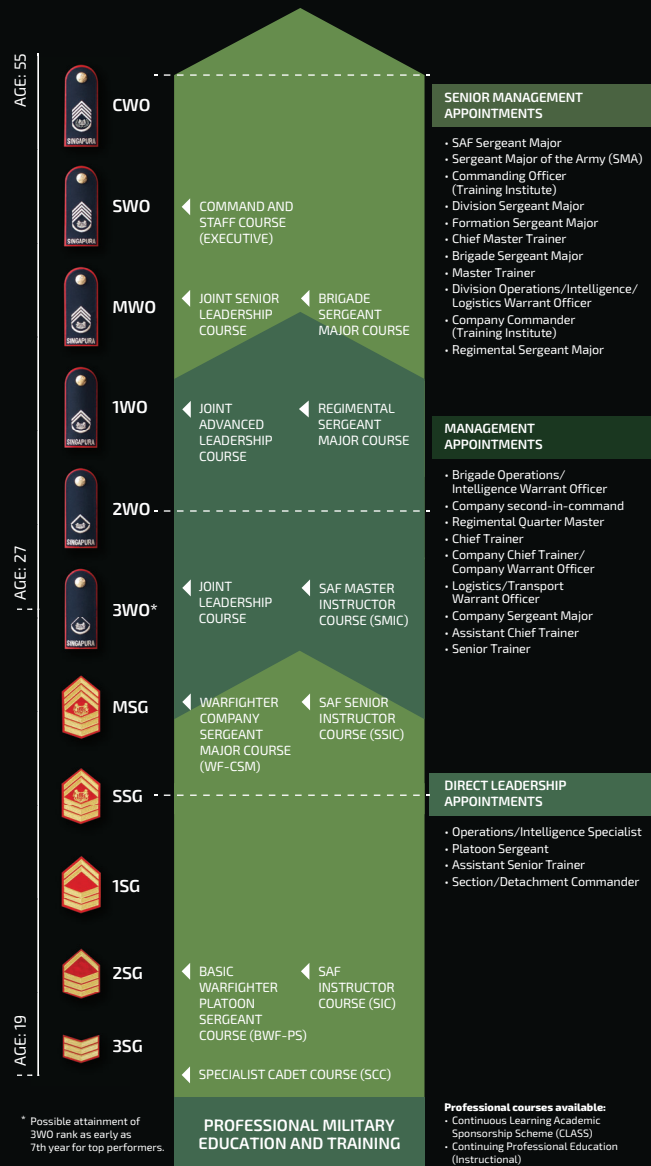 AGE: 55
CWO
SINGAPURA
SWO
SINGAPURA
MWO
SINGAPURA
1WO
SINGAPURA
2WO
SINGAPURA
AGE: 27
3WO*
SINGAPURA
MSG
SSG
1SG
2SG
3SG
AGE: 19
* Possible attainment of
3WO rank as early as
7th year for top performers.
COMMAND AND
STAFF COURSE
(EXECUTIVE)
JOINT SENIOR
LEADERSHIP
COURSE
BRIGADE
SERGEANT
MAJOR COURSE
JOINT
ADVANCED
LEADERSHIP
COURSE
REGIMENTAL
SERGEANT
MAJOR COURSE
JOINT
LEADERSHIP
COURSE
SAF MASTER
INSTRUCTOR
COURSE (SMIC)
WARFIGHTER
COMPANY
SERGEANT
MAJOR COURSE
(WF-CSM)
SAF SENIOR
INSTRUCTOR
COURSE (SSIC)
BASIC
WARFIGHTER
PLATOON
SERGEANT
COURSE (BWF-PS)
SAF
INSTRUCTOR
COURSE (SIC)
SPECIALIST CADET COURSE (SCC)
PROFESSIONAL MILITARY
EDUCATION AND TRAINING
SENIOR MANAGEMENT
APPOINTMENTS
• SAF Sergeant Major
• Sergeant Major of the Army (SMA)
• Commanding Officer
(Training Institute)
• Division Sergeant Major
• Formation Sergeant Major
• Chief Master Trainer
• Brigade Sergeant Major
• Master Trainer
• Division Operations/Intelligence/
Logistics Warrant Officer
• Company Commander
(Training Institute)
• Regimental Sergeant Major
MANAGEMENT
APPOINTMENTS
• Brigade Operations/
Intelligence Warrant Officer
• Company second-in-command
• Regimental Quarter Master
• Chief Trainer
• Company Chief Trainer/
Company Warrant Officer
• Logistics/Transport
Warrant Officer
• Company Sergeant Major
• Assistant Chief Trainer
• Senior Trainer
DIRECT LEADERSHIP
APPOINTMENTS
• Operations/Intelligence Specialist
• Platoon Sergeant
• Assistant Senior Trainer
• Section/Detachment Commander
Professional courses available:
• Continuous Learning Academic
Sponsorship Scheme (CLASS)
• Continuing Professional Education
(Instructional)